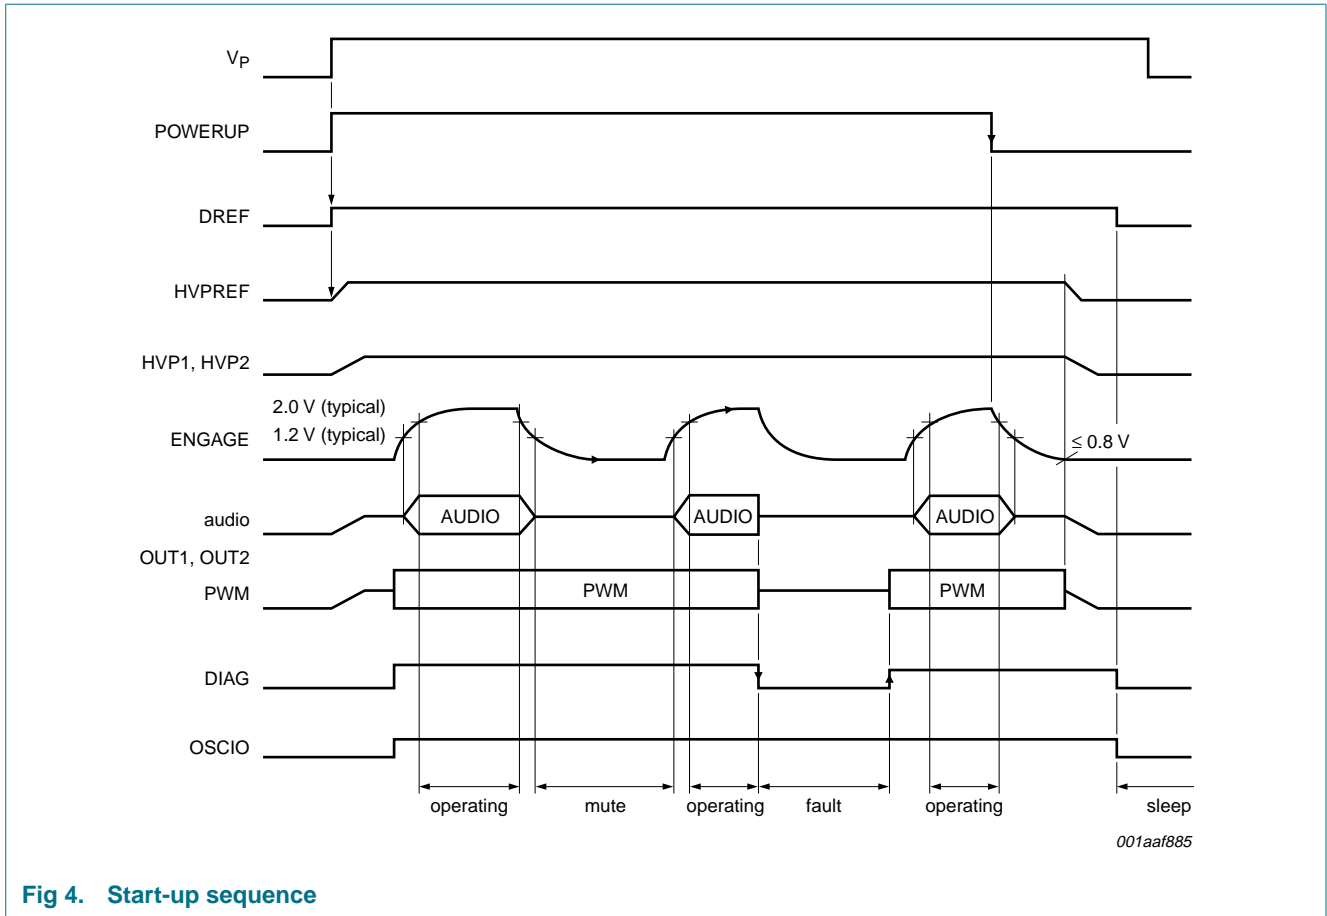 VP
POWERUP
DREF
HVPREF
HVP1, HVP2
2.0 V (typical)
1.2 V (typical)
ENGAGE
≤ 0.8 V
audio
AUDIO
AUDIO
AUDIO
OUT1, OUT2
PWM
PWM
PWM
DIAG
OSCIO
operating
mute
operating
fault
operating
sleep
001aaf885
Fig 4. Start-up sequence